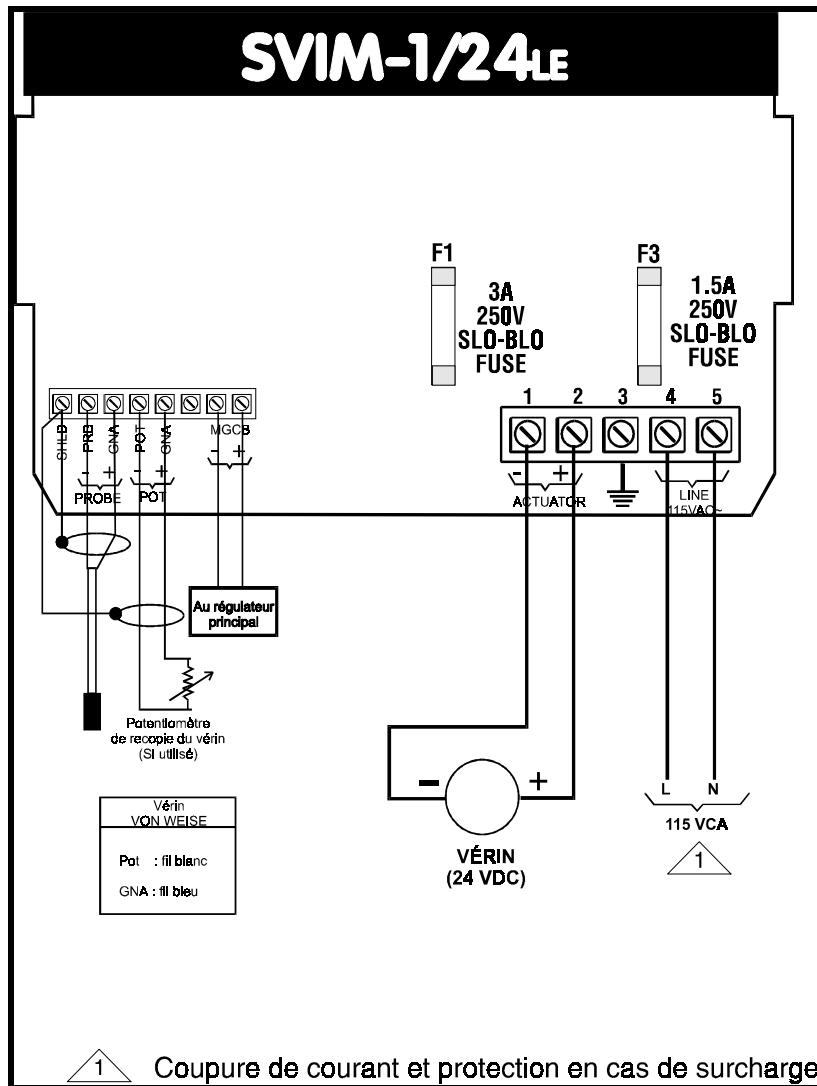 SVIM-1/24LE
F1
3A
250V
SLO-BLO
FUSE
F3
1.5A
250V
SLO-BLO
FUSE
1 2 3 4 5
SHLD
PRB
GNA
POT
GNA
MGCB
- +
PROBE
- +
POT
- +
- +
ACTUATOR
LINE
115VAC~
Au régulateur
principal
Potentiomètre
de recopie du vérin
(Si utilisé)
Vérin
VON WEISE
Pot : fil blanc
GNA : fil bleu
- +
VÉRIN
(24 VDC)
L N
115 VCA
1
1 Coupure de courant et protection en cas de surcharge